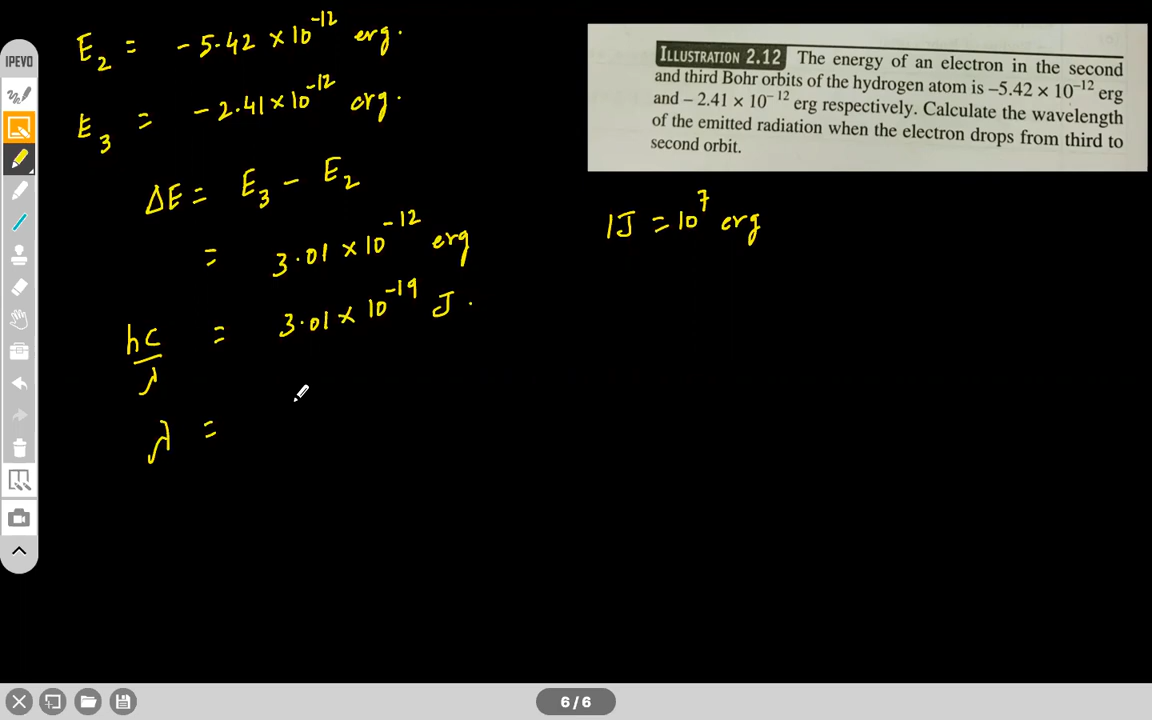 IPEVO
E₂ = -5.42 × 10⁻¹² erg.
E₃ = -2.41 × 10⁻¹² erg.
ΔE = E₃ - E₂
= 3.01 × 10⁻¹² erg
hc/λ = 3.01 × 10⁻¹⁹ J.
λ =
ILLUSTRATION 2.12 The energy of an electron in the second
and third Bohr orbits of the hydrogen atom is –5.42 × 10⁻¹² erg
and – 2.41 × 10⁻¹² erg respectively. Calculate the wavelength
of the emitted radiation when the electron drops from third to
second orbit.
1J = 10⁷ erg
6/6